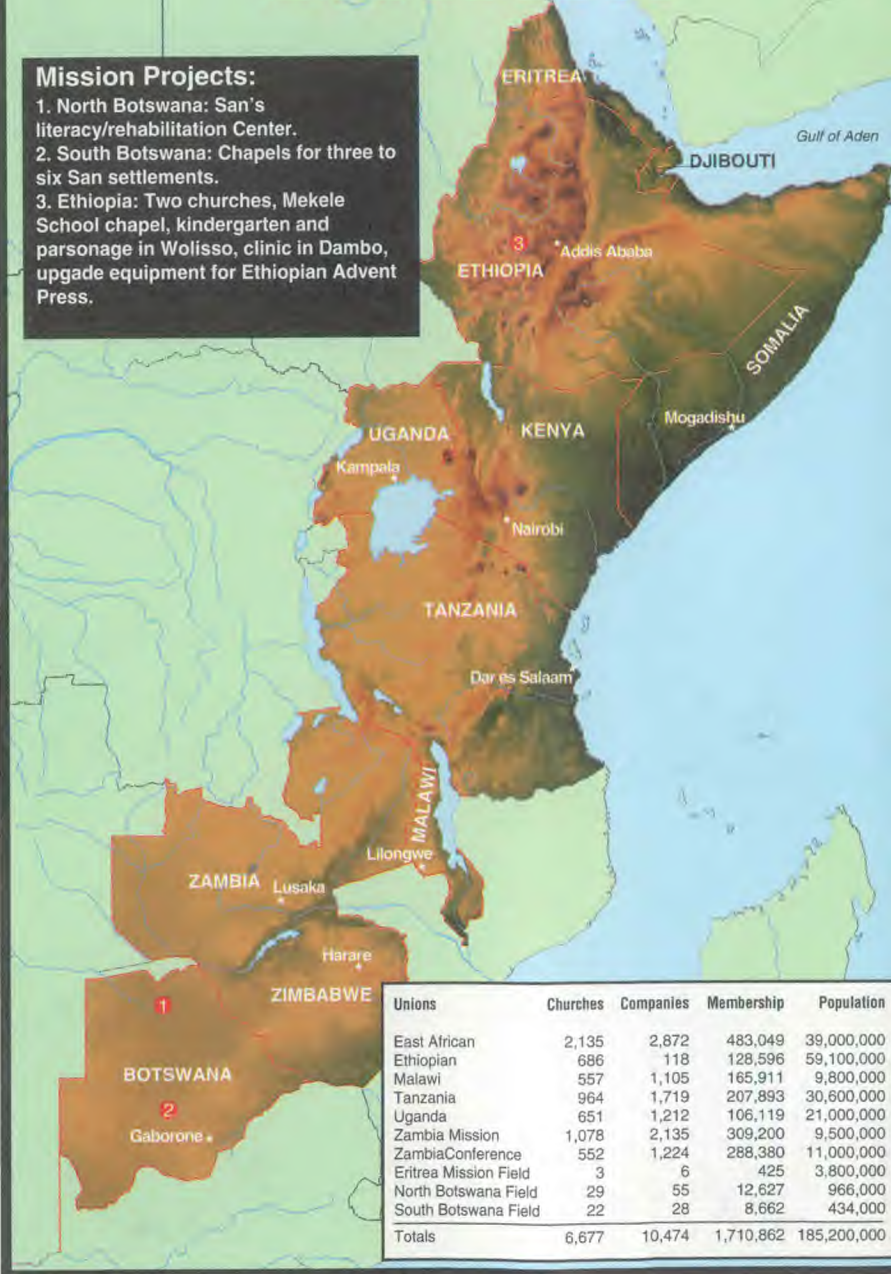 Mission Projects:
1. North Botswana: San's
literacy/rehabilitation Center.
2. South Botswana: Chapels for three to
six San settlements.
3. Ethiopia: Two churches, Mekele
School chapel, kindergarten and
parsonage in Wolisso, clinic in Dambo,
upgade equipment for Ethiopian Advent
Press.
ERITREA
Gulf of Aden
DJIBOUTI
3
Addis Ababa
ETHIOPIA
SOMALIA
Mogadishu
UGANDA
KENYA
Kampala
Nairobi
TANZANIA
Dar es Salaam
MALAWI
Lilongwe
ZAMBIA
Lusaka
Harare
ZIMBABWE
1
BOTSWANA
2
Gaborone
Unions Churches Companies Membership Population
East African 2,135 2,872 483,049 39,000,000
Ethiopian 686 118 128,596 59,100,000
Malawi 557 1,105 165,911 9,800,000
Tanzania 964 1,719 207,893 30,600,000
Uganda 651 1,212 106,119 21,000,000
Zambia Mission 1,078 2,135 309,200 9,500,000
ZambiaConference 552 1,224 288,380 11,000,000
Eritrea Mission Field 3 6 425 3,800,000
North Botswana Field 29 55 12,627 966,000
South Botswana Field 22 28 8,662 434,000
Totals 6,677 10,474 1,710,862 185,200,000